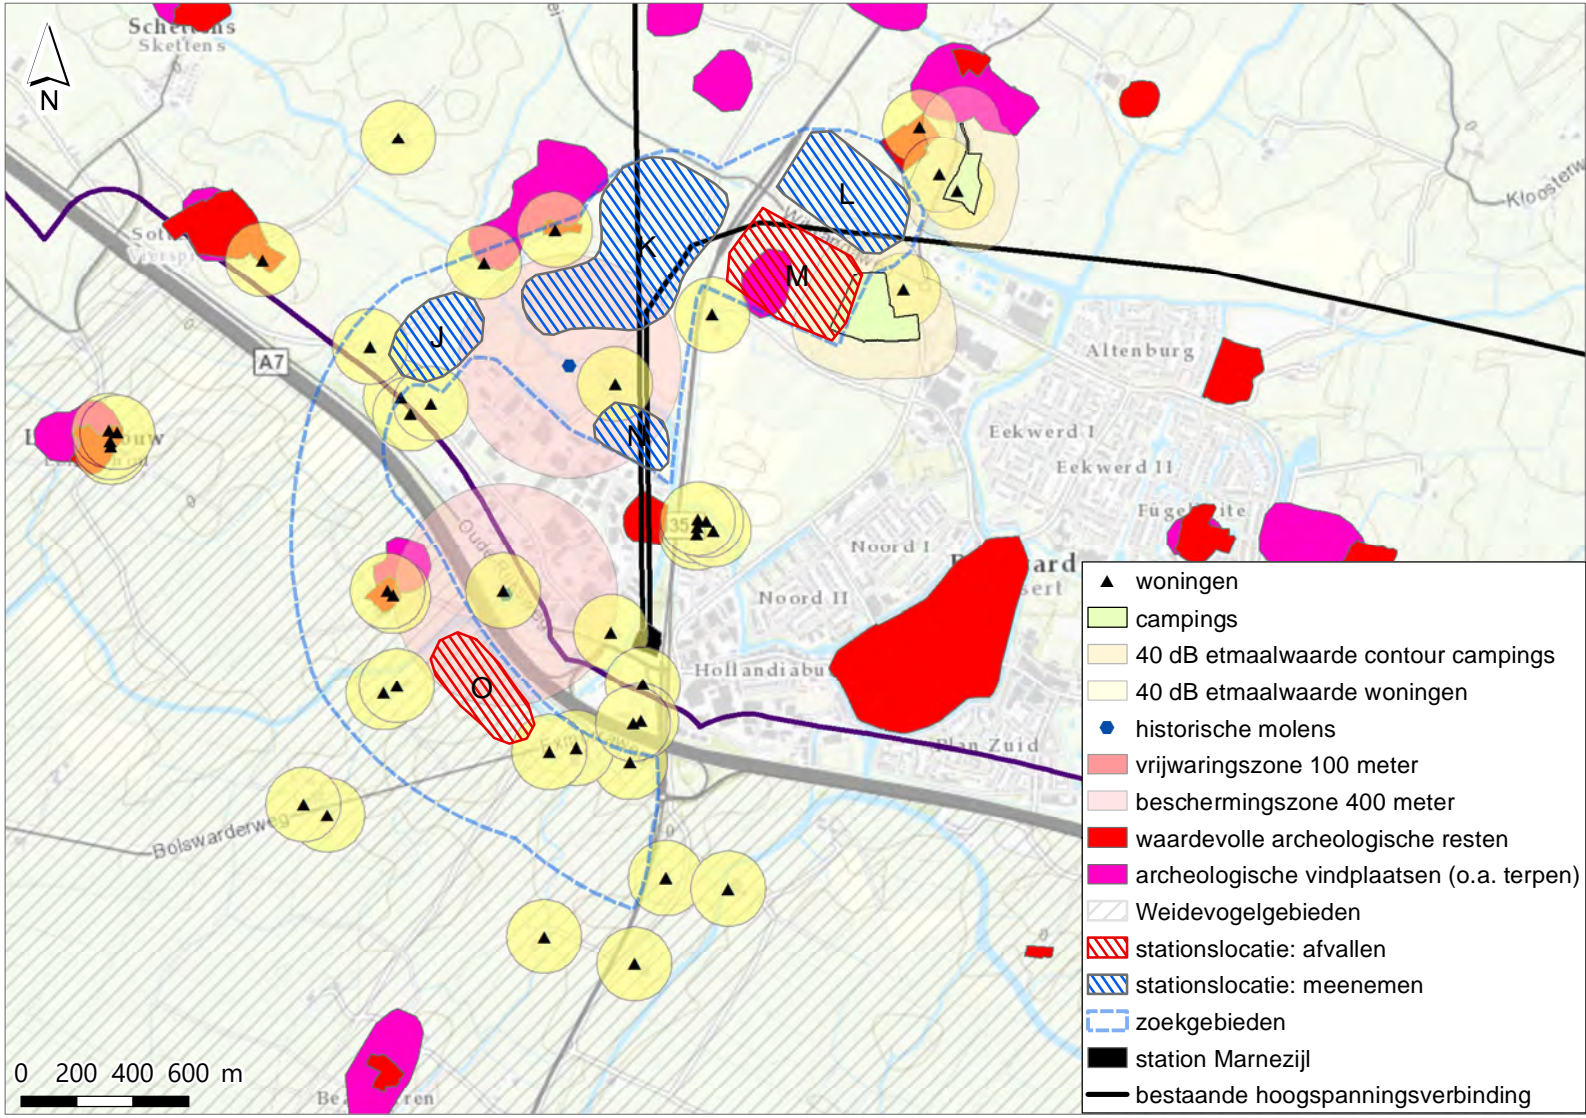 Schettens
Skettens
N
Kloosterw
L
K
W
M
J
A7
Altenburg
Eekwerd I
Eekwerd II
N
Noord I
Noord II
Hollandiabu
O
Plan Zuid
Bolswarderweg
0 200 400 600 m
woningen
campings
40 dB etmaalwaarde contour campings
40 dB etmaalwaarde woningen
historische molens
vrijwaringszone 100 meter
beschermingszone 400 meter
waardevolle archeologische resten
archeologische vindplaatsen (o.a. terpen)
Weidevogelgebieden
stationslocatie: afvallen
stationslocatie: meenemen
zoekgebieden
station Marnezijl
bestaande hoogspanningsverbinding